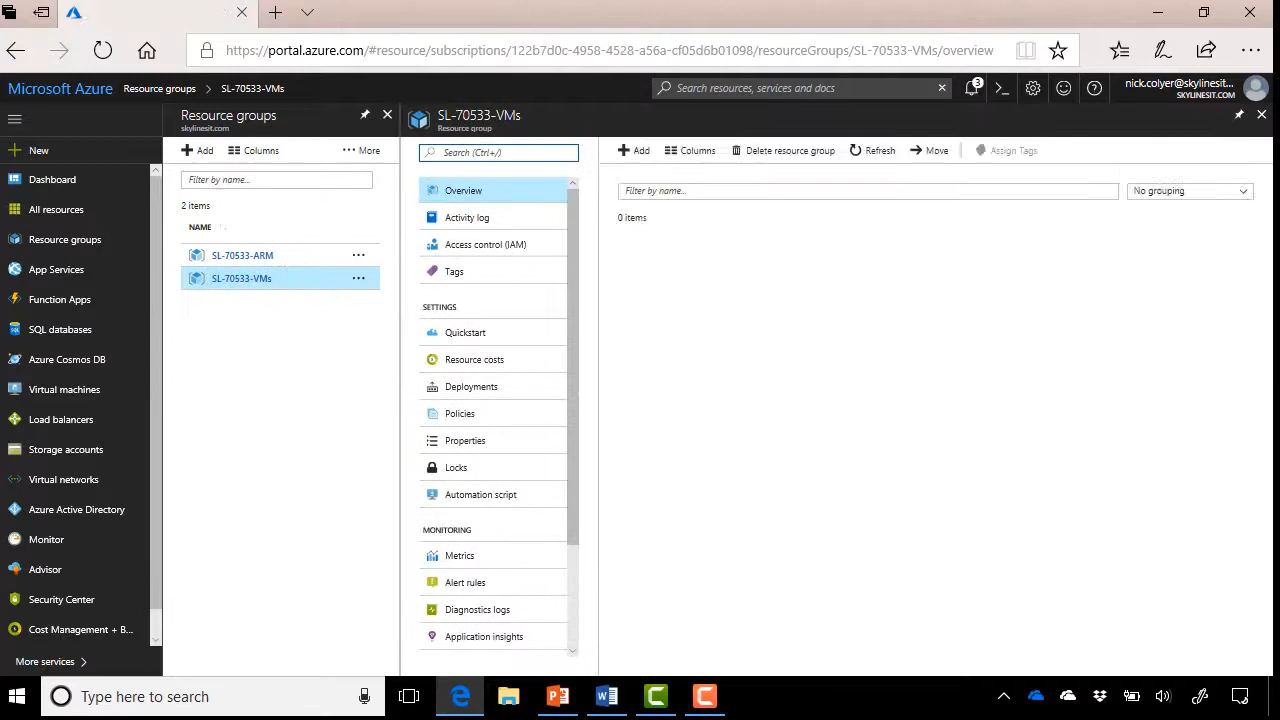 https://portal.azure.com/#resource/subscriptions/122b7d0c-4958-4528-a56a-cf05d6b01098/resourceGroups/SL-70533-VMs/overview
Microsoft Azure Resource groups > SL-70533-VMs
Search resources, services and docs
3
nick.colyer@skylinesit....
SKYLINESIT.COM
Resource groups
skylinesit.com
SL-70533-VMs
Resource group
New
Dashboard
All resources
Resource groups
App Services
Function Apps
SQL databases
Azure Cosmos DB
Virtual machines
Load balancers
Storage accounts
Virtual networks
Azure Active Directory
Monitor
Advisor
Security Center
Cost Management + B...
More services >
Add Columns More
Filter by name...
2 items
NAME
SL-70533-ARM
SL-70533-VMs
Search (Ctrl+/)
Overview
Activity log
Access control (IAM)
Tags
SETTINGS
Quickstart
Resource costs
Deployments
Policies
Properties
Locks
Automation script
MONITORING
Metrics
Alert rules
Diagnostics logs
Application insights
Add Columns Delete resource group Refresh Move Assign Tags
Filter by name... No grouping
0 items
Type here to search